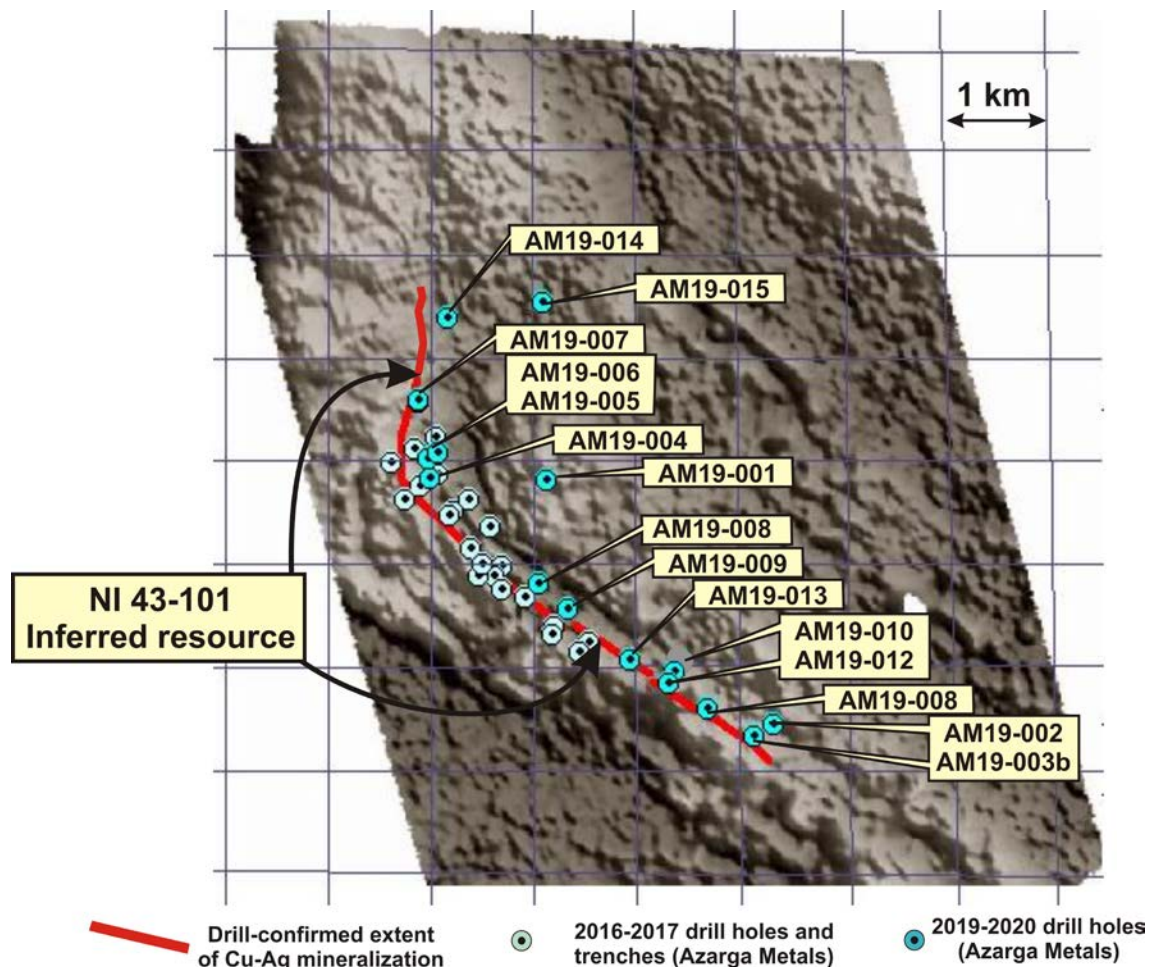 1 km
AM19-014
AM19-015
AM19-007
AM19-006
AM19-005
AM19-004
AM19-001
AM19-008
AM19-009
AM19-013
AM19-010
AM19-012
AM19-008
AM19-002
AM19-003b
NI 43-101
Inferred resource
Drill-confirmed extent
of Cu-Ag mineralization
2016-2017 drill holes and
trenches (Azarga Metals)
2019-2020 drill holes
(Azarga Metals)